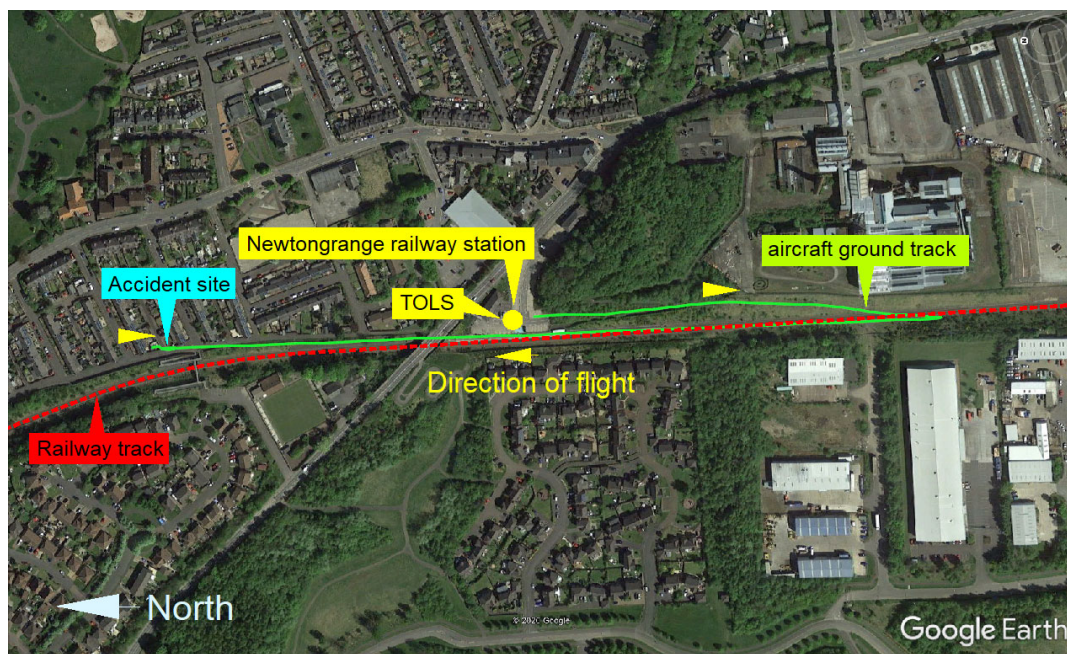 Newtongrange railway station
aircraft ground track
Accident site
TOLS
Direction of flight
Railway track
North
© 2020 Google
Google Earth